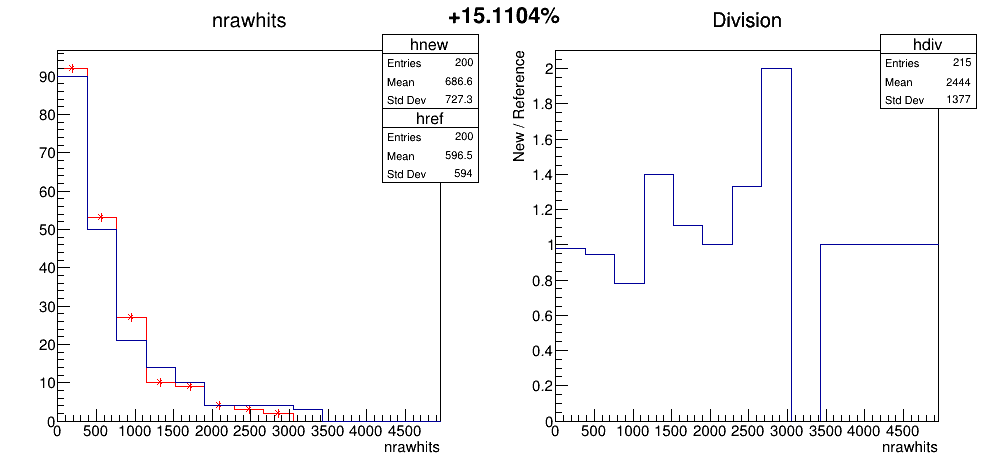 +15.1104%
nrawhits
hnew
Entries 200
Mean 686.6
Std Dev 727.3
href
Entries 200
Mean 596.5
Std Dev 594
90
80
70
60
50
40
30
20
10
0
0 500 1000 1500 2000 2500 3000 3500 4000 4500
nrawhits
Division
hdiv
Entries 215
Mean 2444
Std Dev 1377
New / Reference
2
1.8
1.6
1.4
1.2
1
0.8
0.6
0.4
0.2
0
0 500 1000 1500 2000 2500 3000 3500 4000 4500
nrawhits